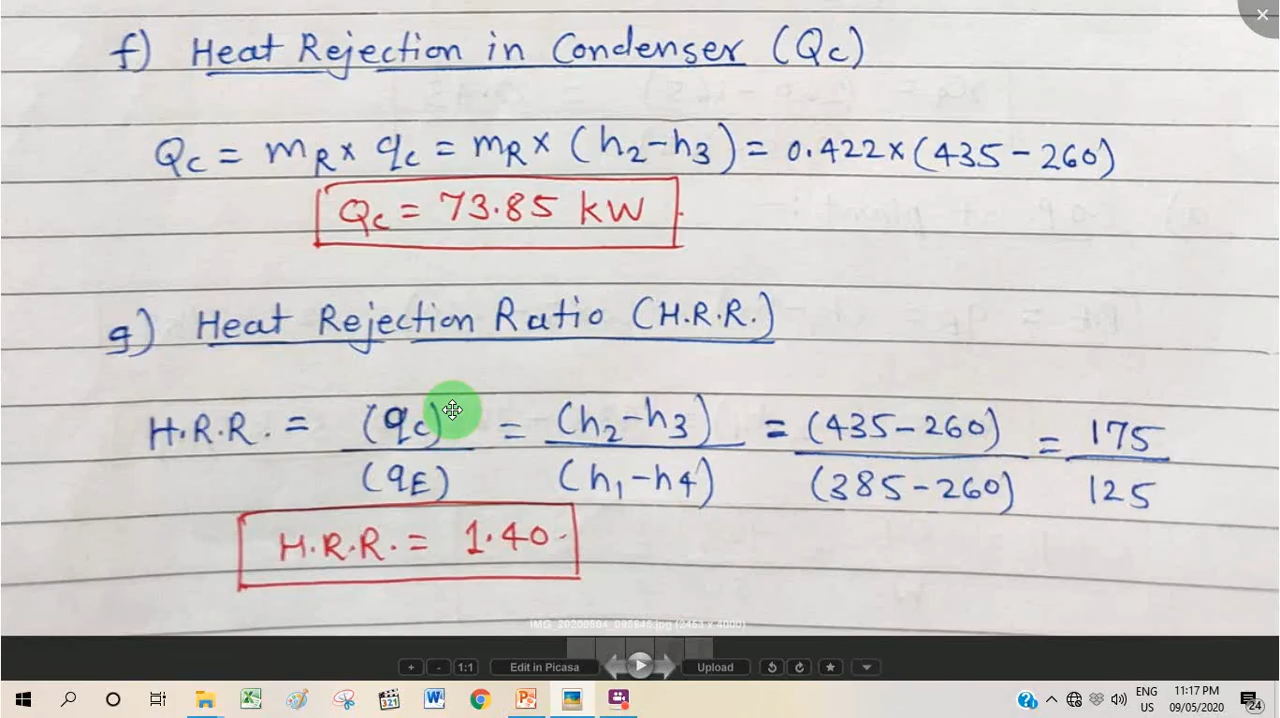 f) Heat Rejection in Condenser (Qc)
Qc = mR x qc = mR x (h2-h3) = 0.422 x (435-260)
Qc = 73.85 kW
g) Heat Rejection Ratio (H.R.R.)
H.R.R. = (qc) / (qE) = (h2-h3) / (h1-h4) = (435-260) / (385-260) = 175 / 125
H.R.R. = 1.40
+ - 1:1 Edit in Picasa Upload
ENG 11:17 PM
US 09/05/2020 24